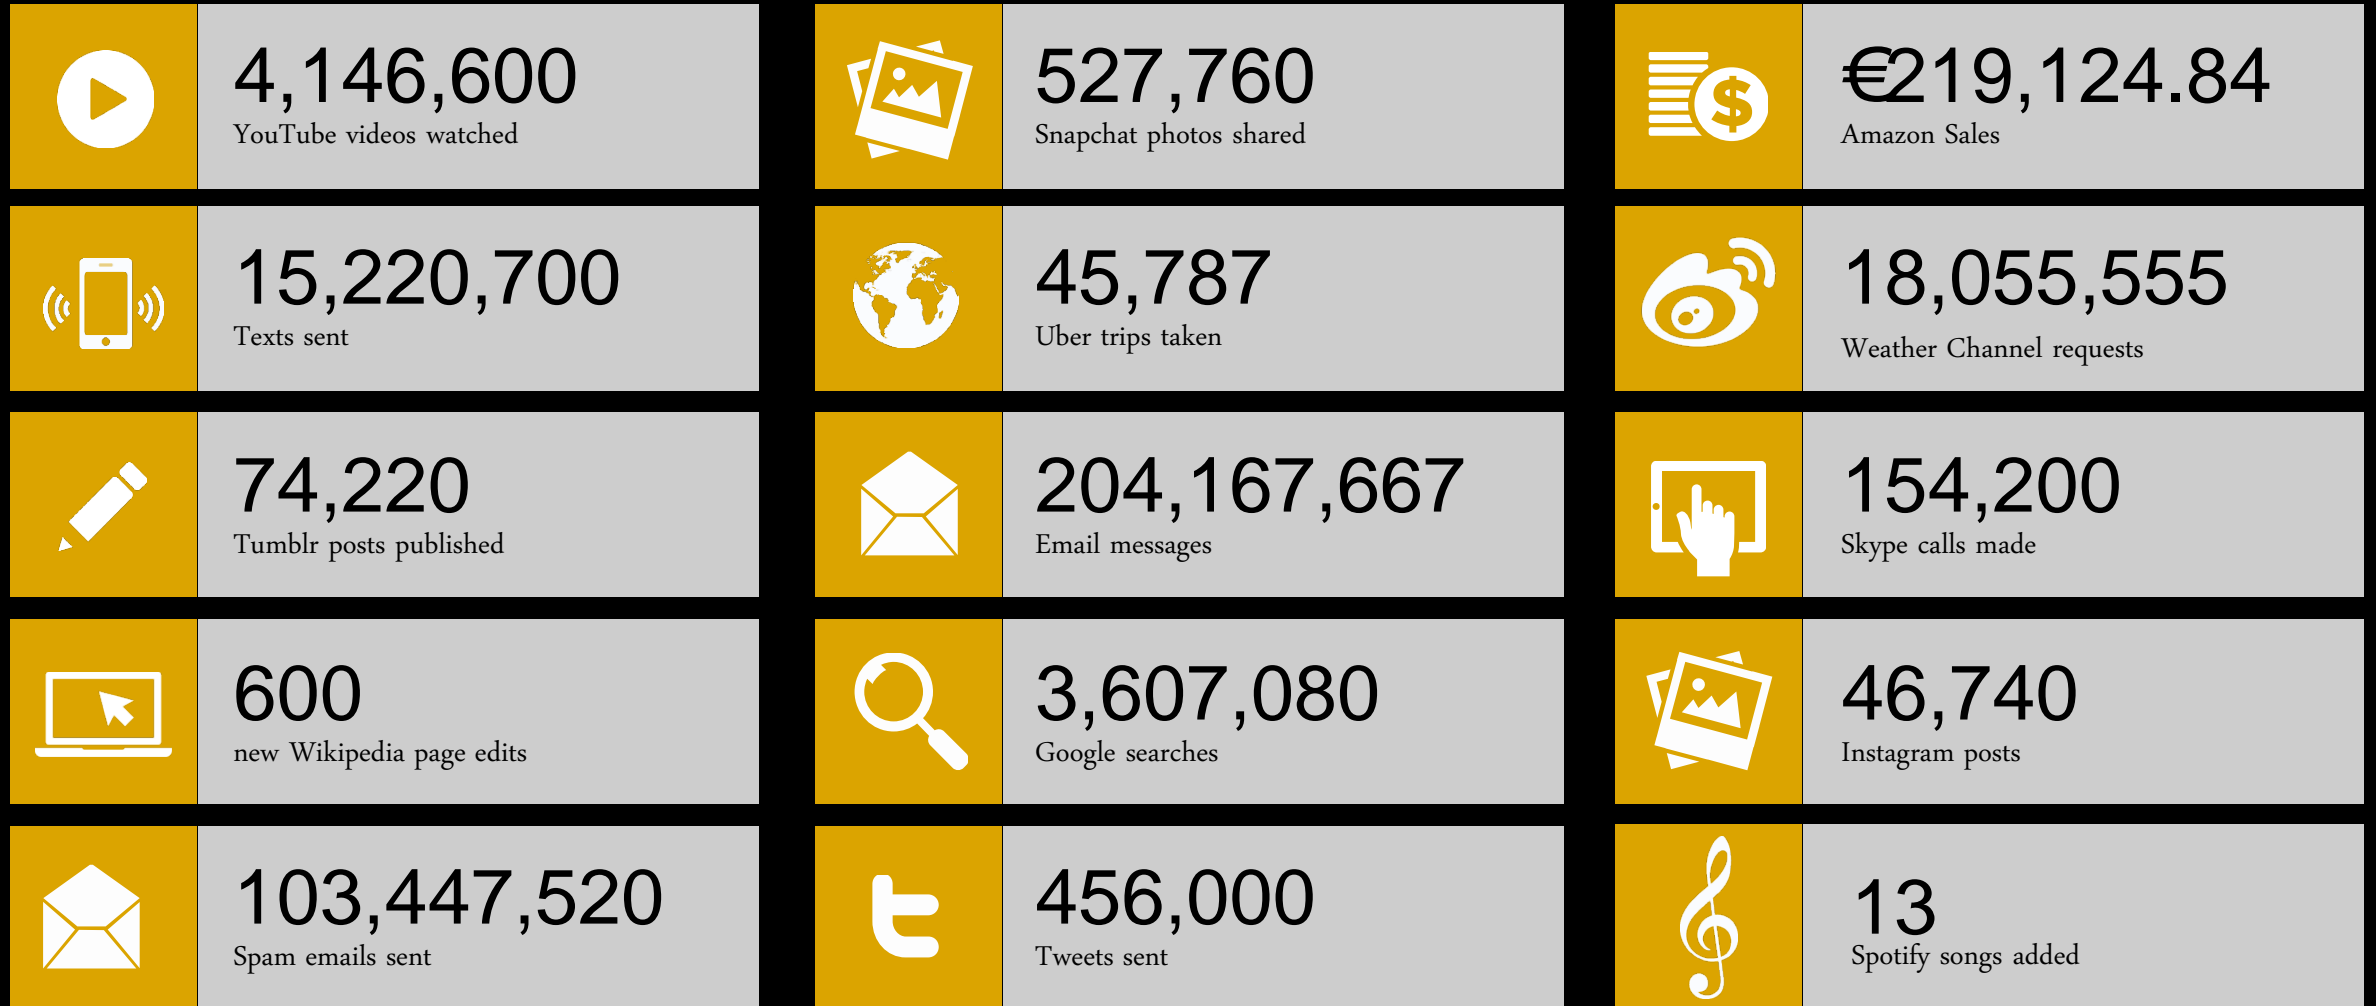 4,146,600
YouTube videos watched
527,760
Snapchat photos shared
€219,124.84
Amazon Sales
15,220,700
Texts sent
45,787
Uber trips taken
18,055,555
Weather Channel requests
74,220
Tumblr posts published
204,167,667
Email messages
154,200
Skype calls made
600
new Wikipedia page edits
3,607,080
Google searches
46,740
Instagram posts
103,447,520
Spam emails sent
456,000
Tweets sent
13
Spotify songs added